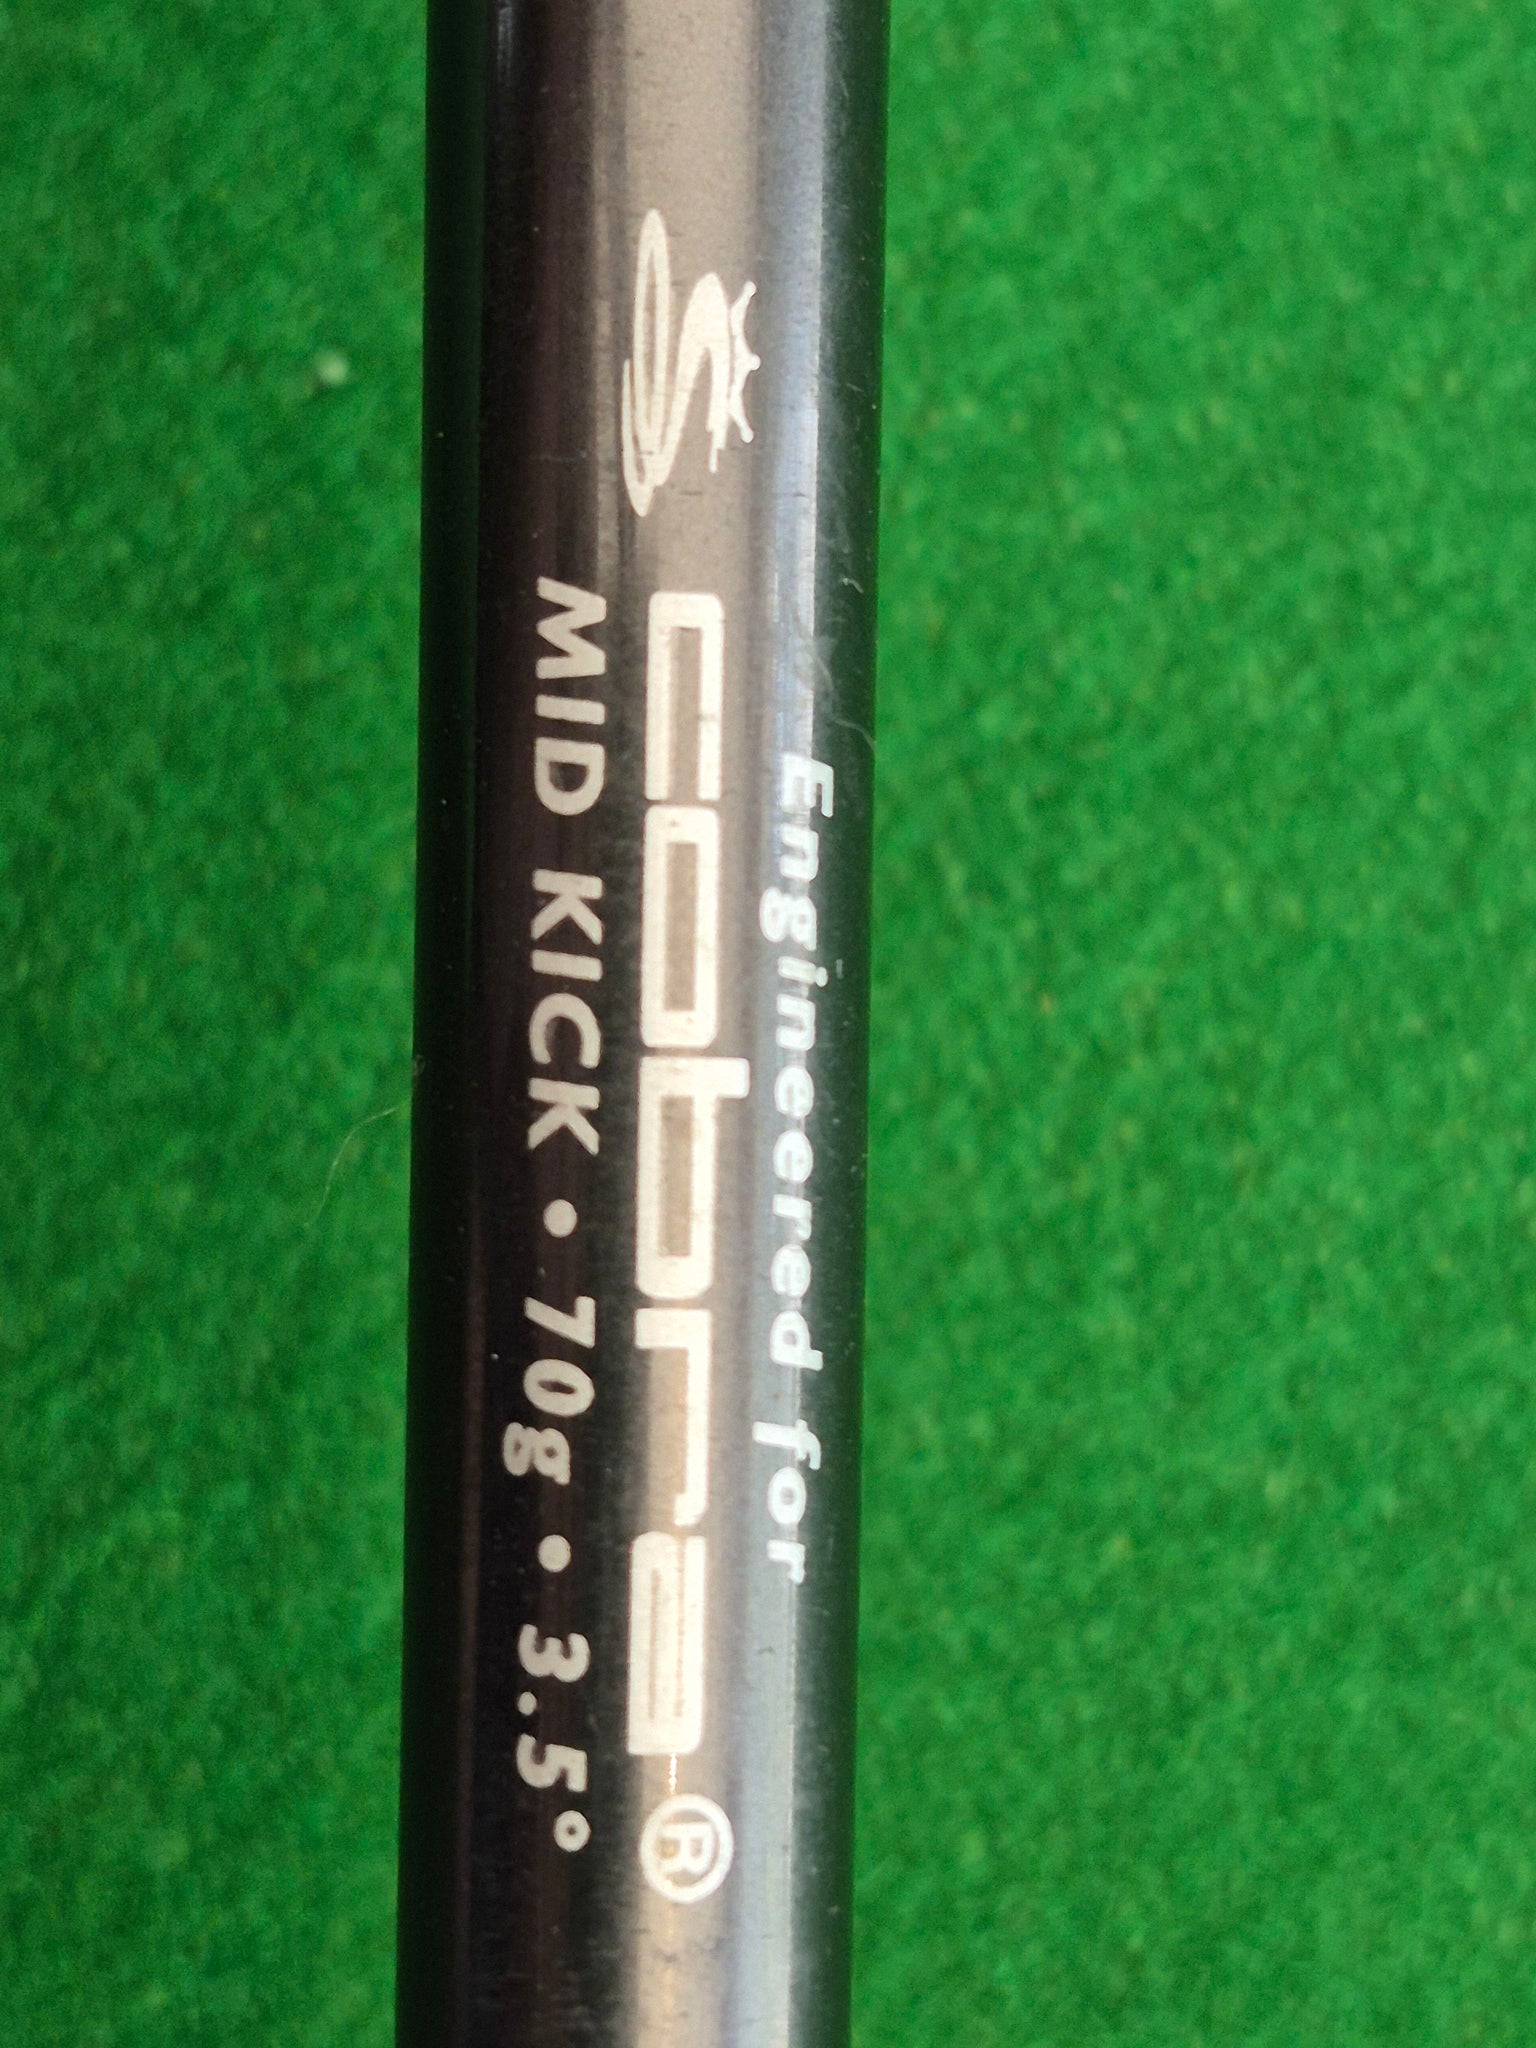 Engineered for
cobra®
MID KICK • 70g • 3.5°